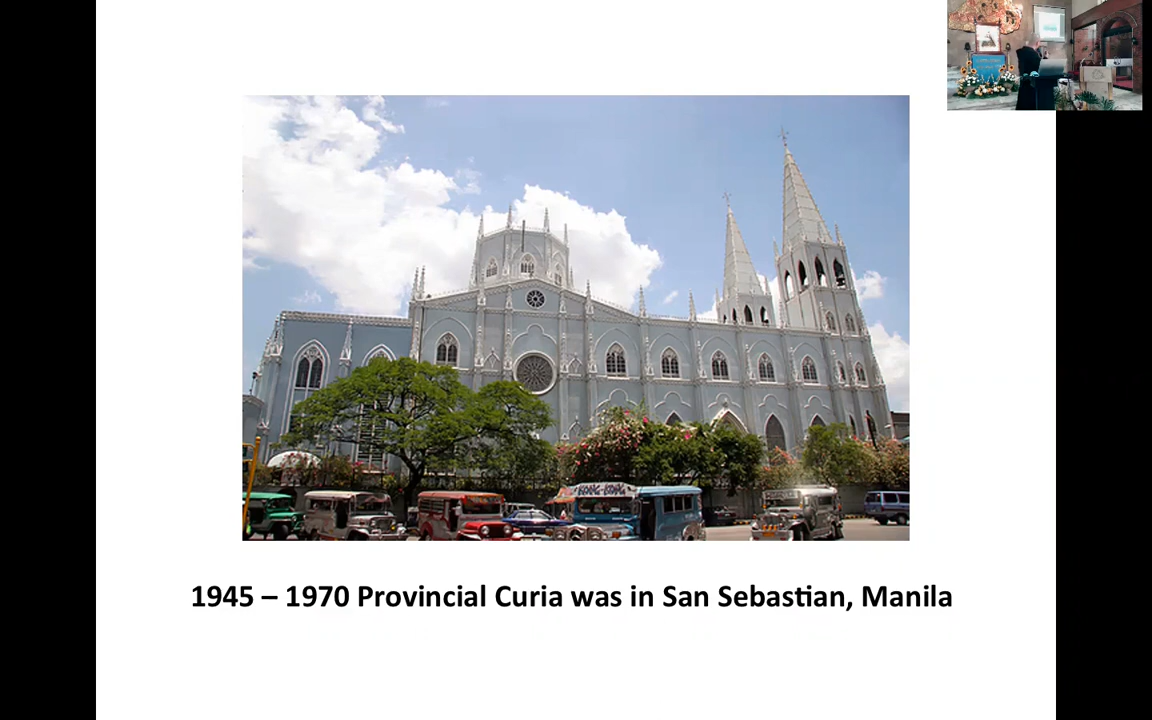 1945 – 1970 Provincial Curia was in San Sebastian, Manila